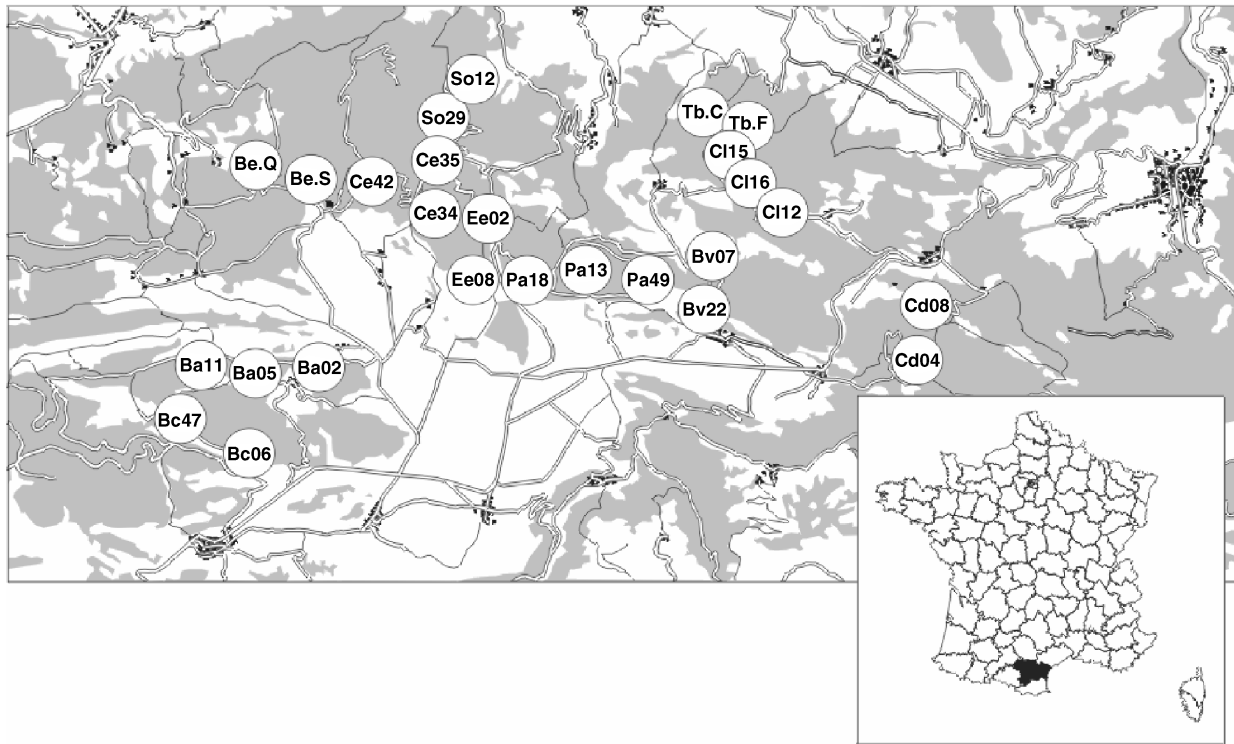 So12
Tb.C
Tb.F
So29
Cl15
Be.Q
Ce35
Be.S
Ce42
Cl16
Ce34
Ee02
Cl12
Bv07
Ee08
Pa18
Pa13
Pa49
Bv22
Cd08
Ba11
Ba05
Ba02
Cd04
Bc47
Bc06